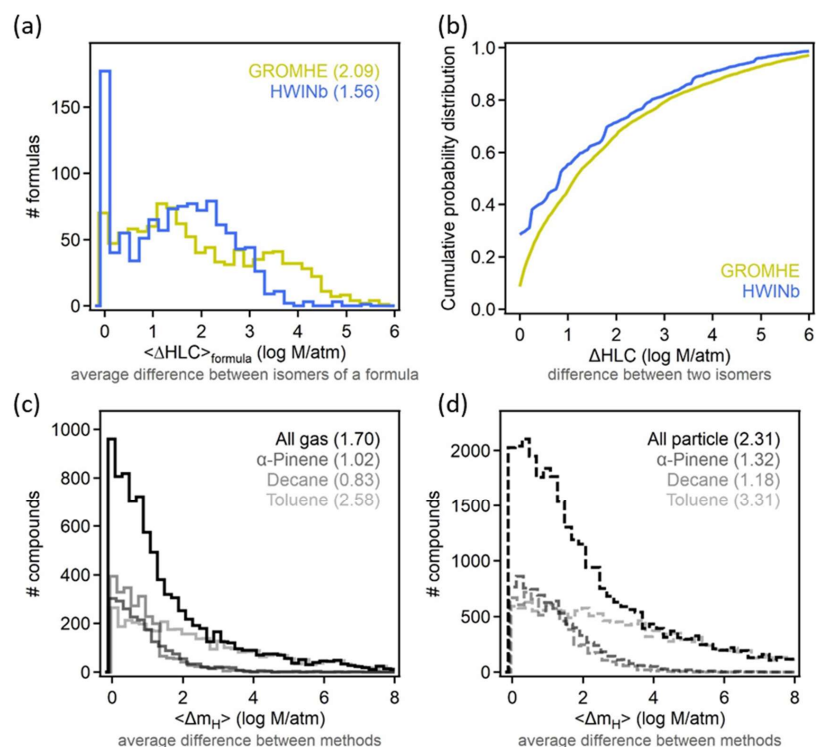 (a)
GROMHE (2.09)
HWINb (1.56)
# formulas
150
100
50
0
0 1 2 3 4 5 6
<ΔHLC>formula (log M/atm)
average difference between isomers of a formula
(b)
Cumulative probability distribution
1.0
0.8
0.6
0.4
0.2
0.0
GROMHE
HWINb
0 1 2 3 4 5 6
ΔHLC (log M/atm)
difference between two isomers
(c)
All gas (1.70)
α-Pinene (1.02)
Decane (0.83)
Toluene (2.58)
# compounds
1000
800
600
400
200
0
0 2 4 6 8
<ΔmH> (log M/atm)
average difference between methods
(d)
All particle (2.31)
α-Pinene (1.32)
Decane (1.18)
Toluene (3.31)
# compounds
2000
1500
1000
500
0
0 2 4 6 8
<ΔmH> (log M/atm)
average difference between methods